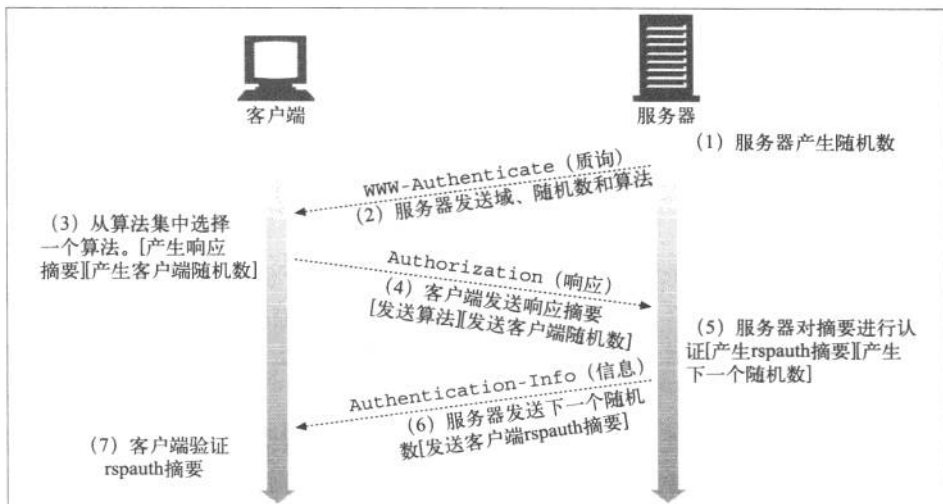 客户端
服务器
(1) 服务器产生随机数
WWW-Authenticate (质询)
(2) 服务器发送域、随机数和算法
(3) 从算法集中选择
一个算法。[产生响应
摘要][产生客户端随机数]
Authorization (响应)
(4) 客户端发送响应摘要
[发送算法][发送客户端随机数]
(5) 服务器对摘要进行认
证[产生rspauth摘要][产生
下一个随机数]
Authentication-Info (信息)
(6) 服务器发送下一个随机
数[发送客户端rspauth摘要]
(7) 客户端验证
rspauth摘要